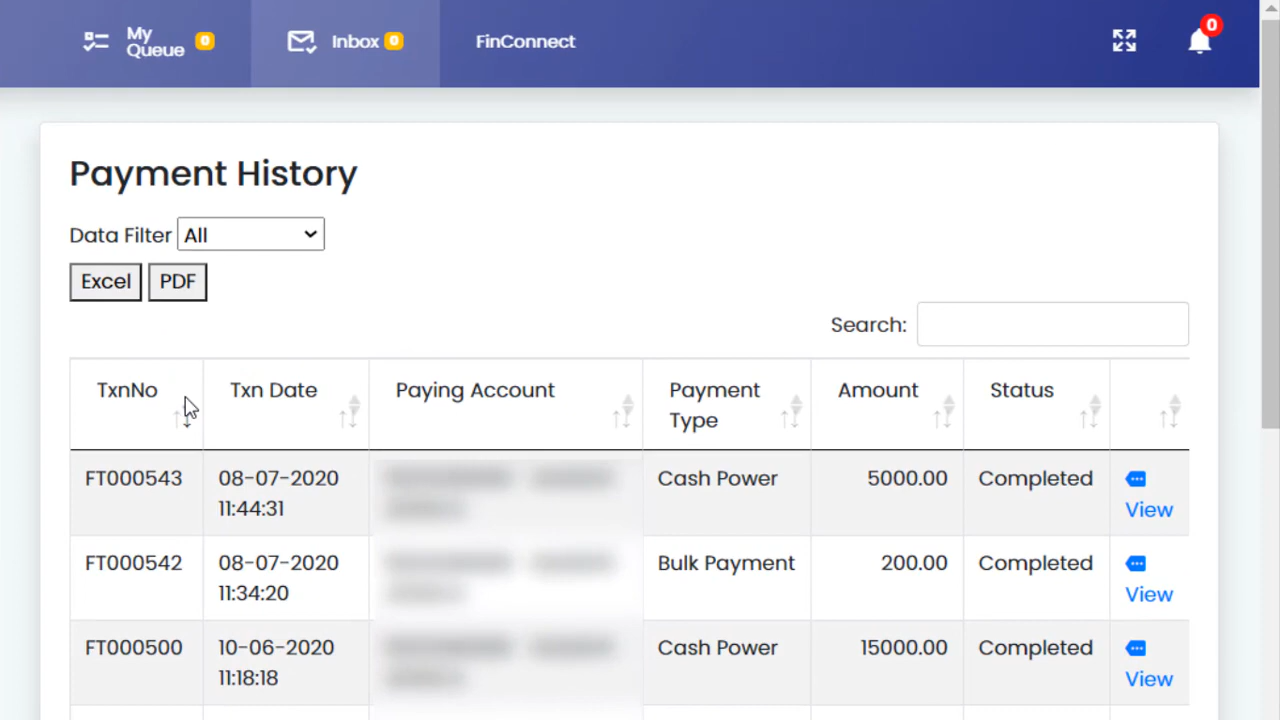 My Queue 0 Inbox 0 FinConnect 0
Payment History
Data Filter All
Excel PDF
Search:
TxnNo Txn Date Paying Account Payment Type Amount Status
FT000543 08-07-2020 11:44:31 Cash Power 5000.00 Completed View
FT000542 08-07-2020 11:34:20 Bulk Payment 200.00 Completed View
FT000500 10-06-2020 11:18:18 Cash Power 15000.00 Completed View